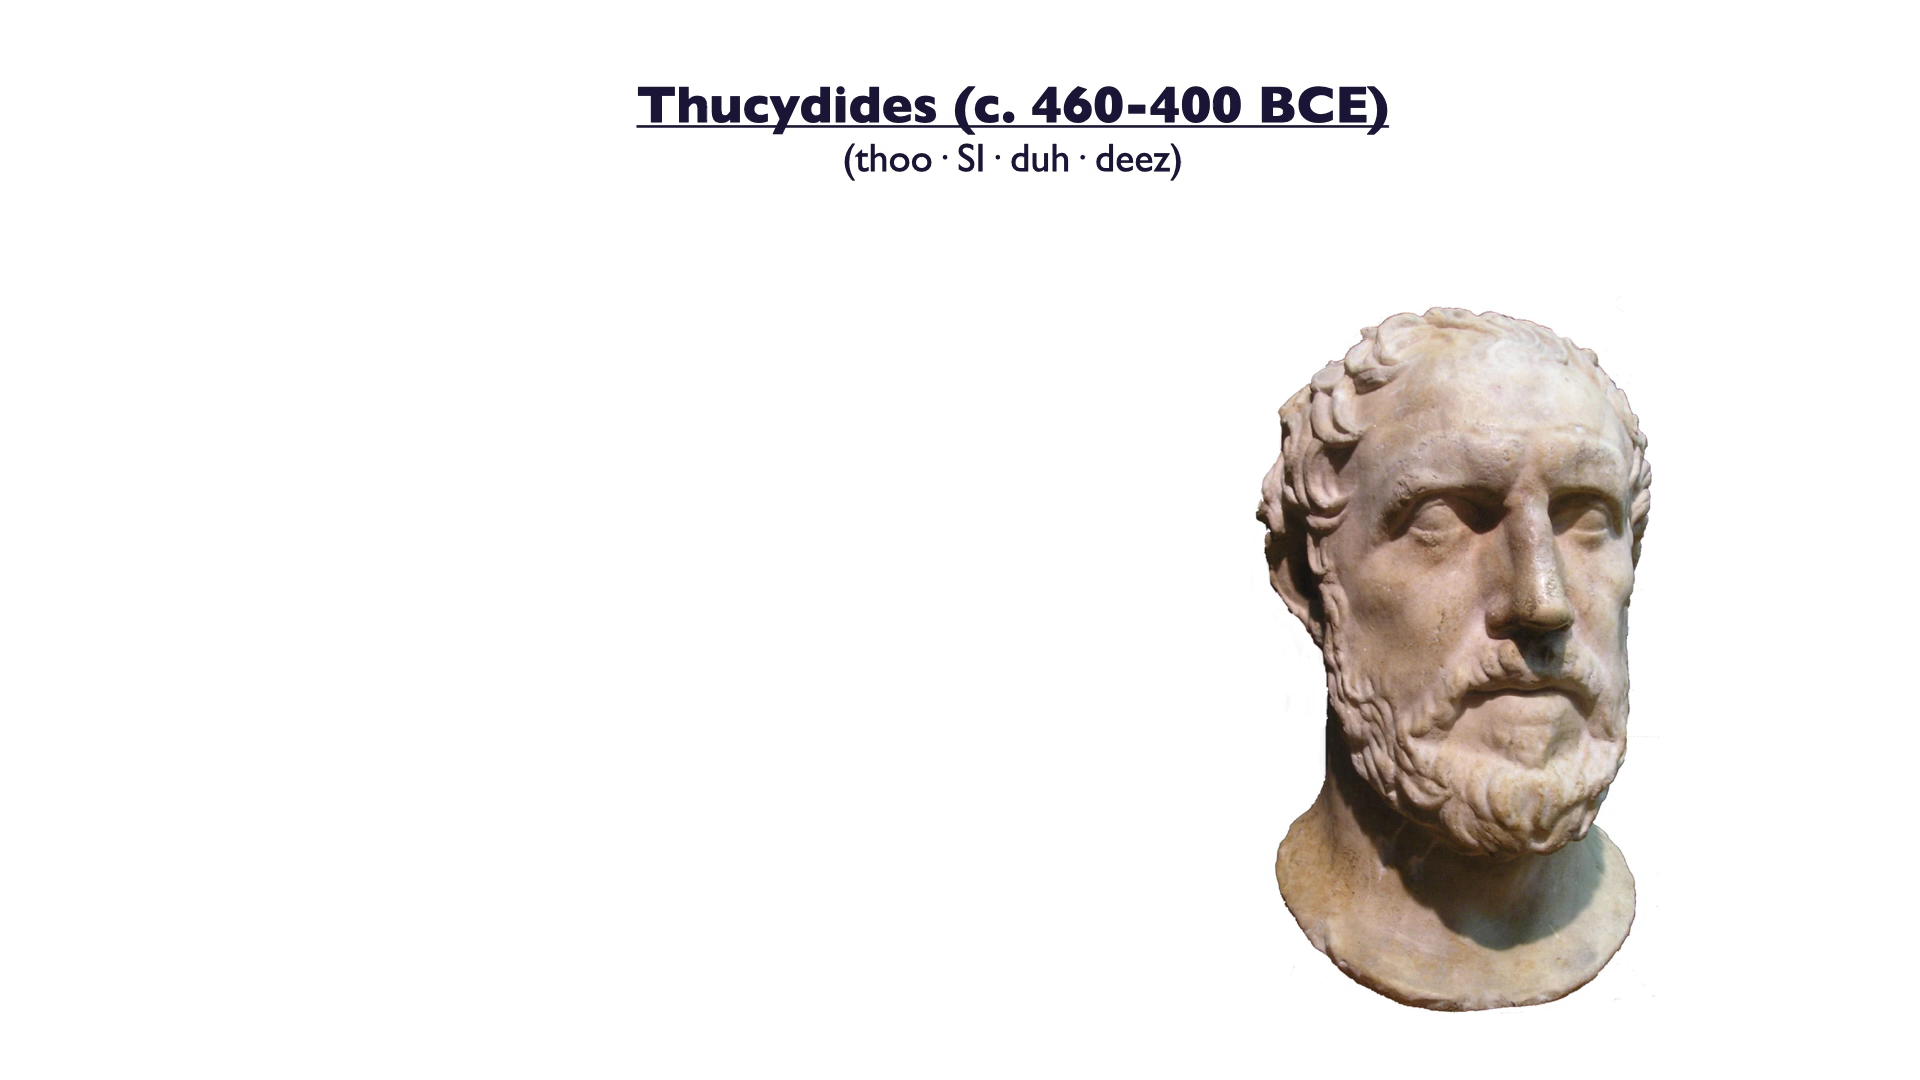 Thucydides (c. 460-400 BCE)
(thoo · SI · duh · deez)